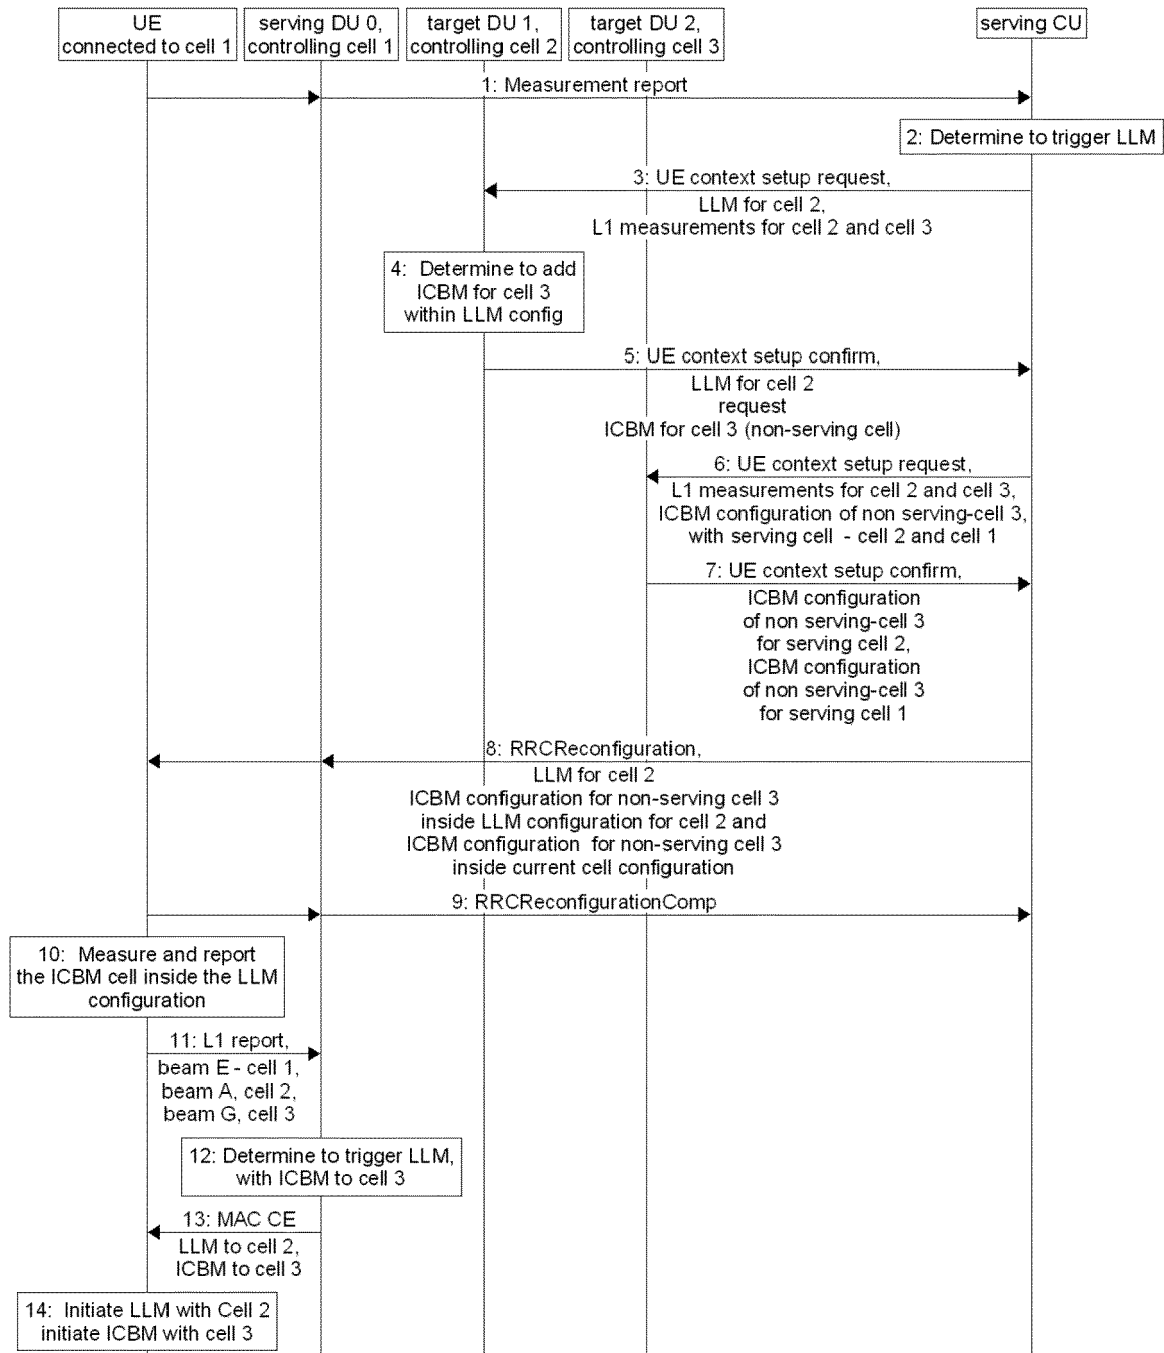 UE
connected to cell 1
serving DU 0,
controlling cell 1
target DU 1,
controlling cell 2
target DU 2,
controlling cell 3
serving CU
1: Measurement report
2: Determine to trigger LLM
3: UE context setup request,
LLM for cell 2,
L1 measurements for cell 2 and cell 3
4: Determine to add
ICBM for cell 3
within LLM config
5: UE context setup confirm,
LLM for cell 2
request
ICBM for cell 3 (non-serving cell)
6: UE context setup request,
L1 measurements for cell 2 and cell 3,
ICBM configuration of non serving-cell 3,
with serving cell - cell 2 and cell 1
7: UE context setup confirm,
ICBM configuration
of non serving-cell 3
for serving cell 2,
ICBM configuration
of non serving-cell 3
for serving cell 1
8: RRCReconfiguration,
LLM for cell 2
ICBM configuration for non-serving cell 3
inside LLM configuration for cell 2 and
ICBM configuration for non-serving cell 3
inside current cell configuration
9: RRCReconfigurationComp
10: Measure and report
the ICBM cell inside the LLM
configuration
11: L1 report,
beam E - cell 1,
beam A, cell 2,
beam G, cell 3
12: Determine to trigger LLM,
with ICBM to cell 3
13: MAC CE
LLM to cell 2,
ICBM to cell 3
14: Initiate LLM with Cell 2
initiate ICBM with cell 3